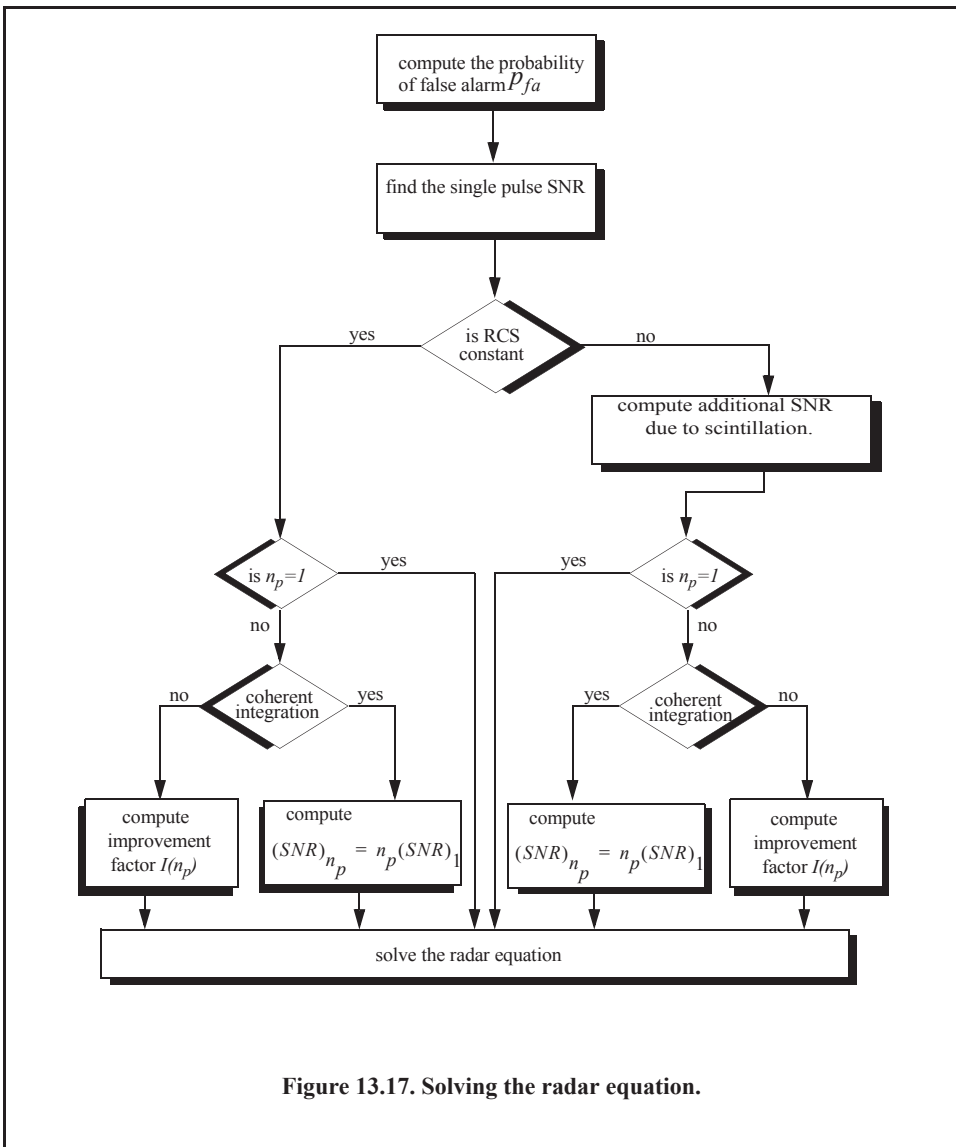 compute the probability
of false alarm p_fa
find the single pulse SNR
is RCS
constant
yes
no
compute additional SNR
due to scintillation.
is n_p=1
yes
no
yes
is n_p=1
no
coherent
integration
no
yes
yes
coherent
integration
no
compute
improvement
factor I(n_p)
compute
(SNR)_n_p = n_p(SNR)_1
compute
(SNR)_n_p = n_p(SNR)_1
compute
improvement
factor I(n_p)
solve the radar equation
Figure 13.17. Solving the radar equation.